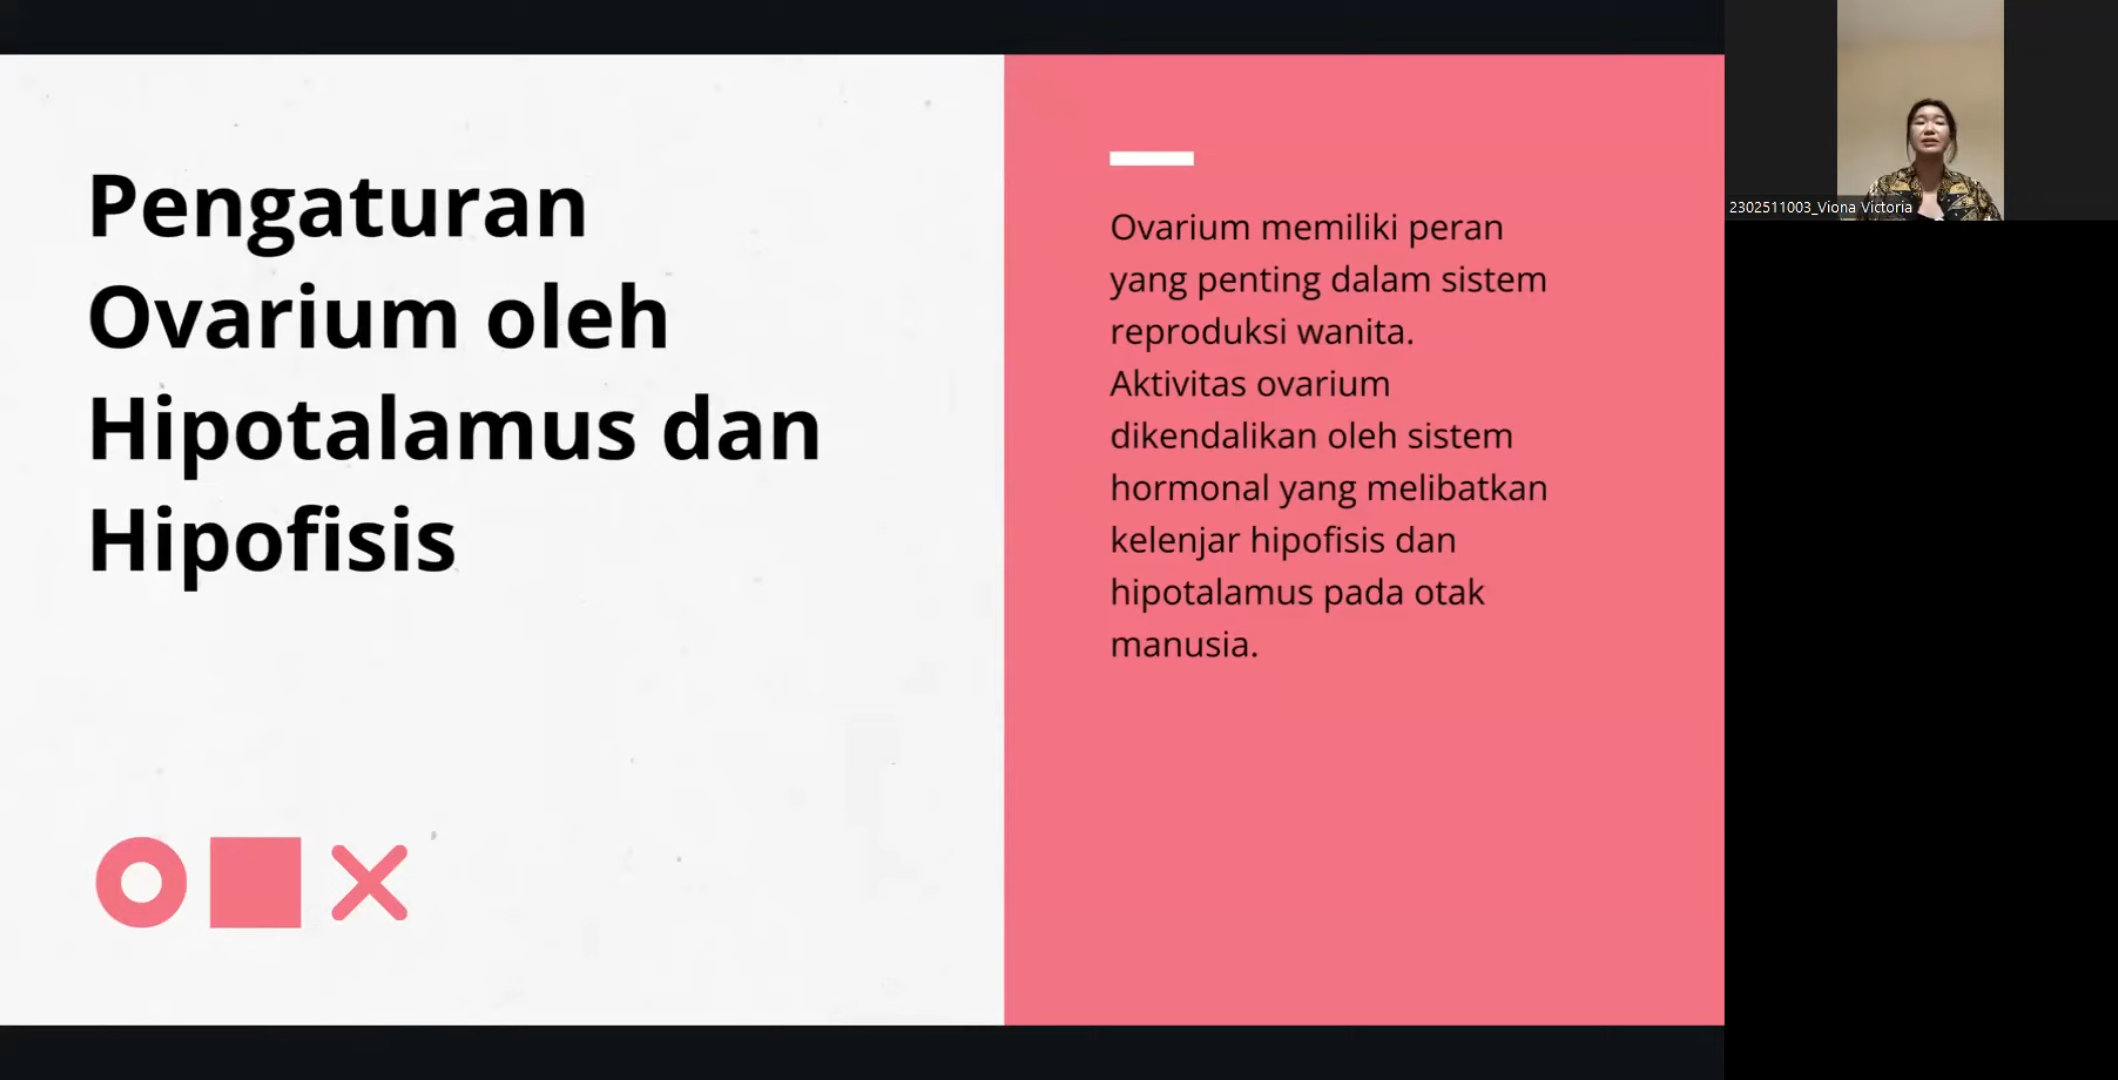 Pengaturan
Ovarium oleh
Hipotalamus dan
Hipofisis
Ovarium memiliki peran
yang penting dalam sistem
reproduksi wanita.
Aktivitas ovarium
dikendalikan oleh sistem
hormonal yang melibatkan
kelenjar hipofisis dan
hipotalamus pada otak
manusia.
2302511003_Viona Victoria